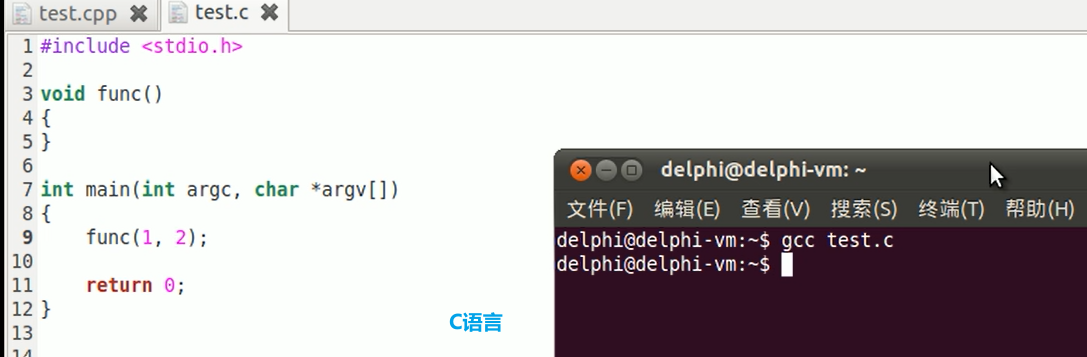 test.cpp ✖ test.c ✖
1 #include <stdio.h>
2
3 void func()
4 {
5 }
6
7 int main(int argc, char *argv[])
8 {
9     func(1, 2);
10
11     return 0;
12 }
13
14
delphi@delphi-vm: ~
文件(F) 编辑(E) 查看(V) 搜索(S) 终端(T) 帮助(H)
delphi@delphi-vm:~$ gcc test.c
delphi@delphi-vm:~$
C语言